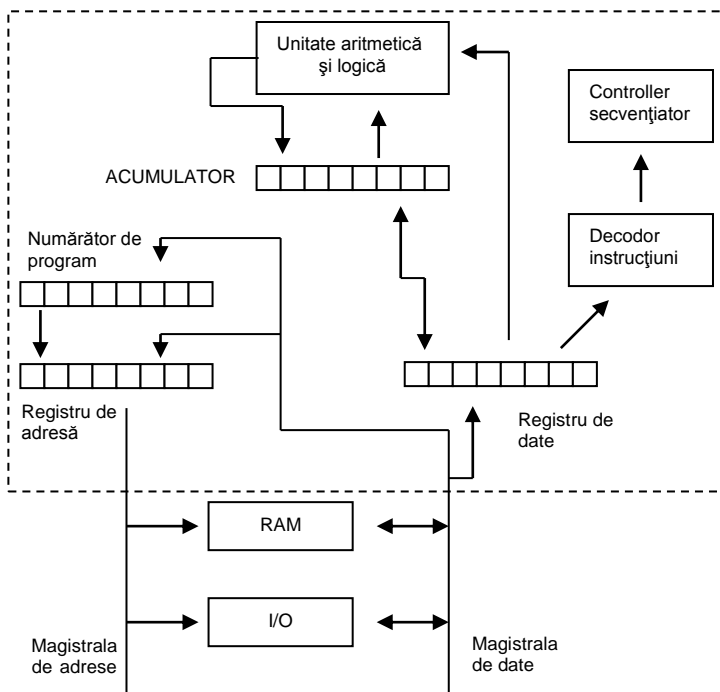 Unitate aritmetică
şi logică
Controller
secvenţiator
ACUMULATOR
Numărător de
program
Decodor
instrucţiuni
Registru de
adresă
Registru de
date
RAM
I/O
Magistrala
de adrese
Magistrala
de date